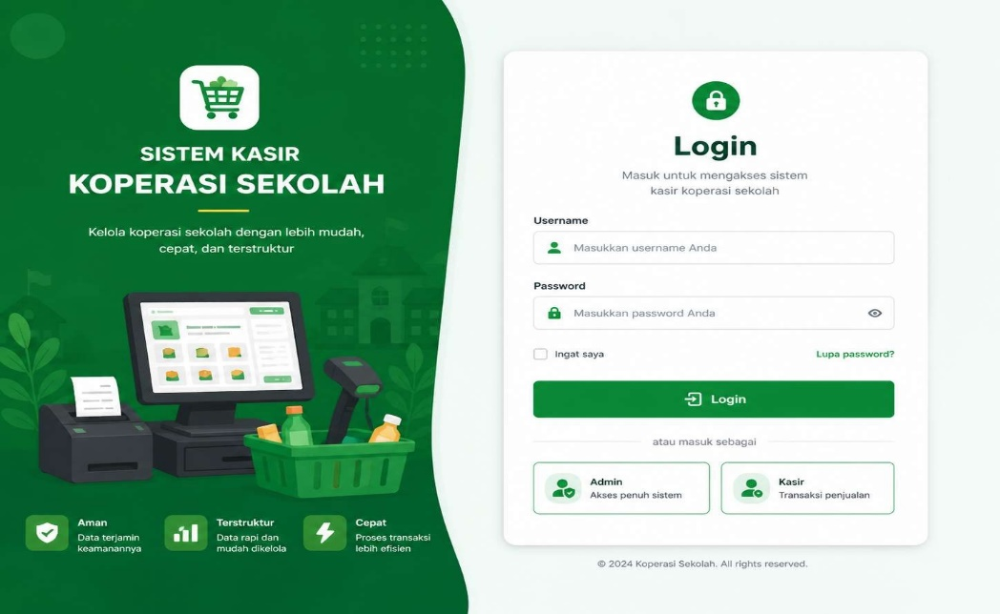 SISTEM KASIR
KOPERASI SEKOLAH
Kelola koperasi sekolah dengan lebih mudah,
cepat, dan terstruktur
Aman
Data terjamin
keamanannya
Terstruktur
Data rapi dan
mudah dikelola
Cepat
Proses transaksi
lebih efisien
Login
Masuk untuk mengakses sistem
kasir koperasi sekolah
Username
Masukkan username Anda
Password
Masukkan password Anda
Ingat saya
Lupa password?
Login
atau masuk sebagai
Admin
Akses penuh sistem
Kasir
Transaksi penjualan
© 2024 Koperasi Sekolah. All rights reserved.